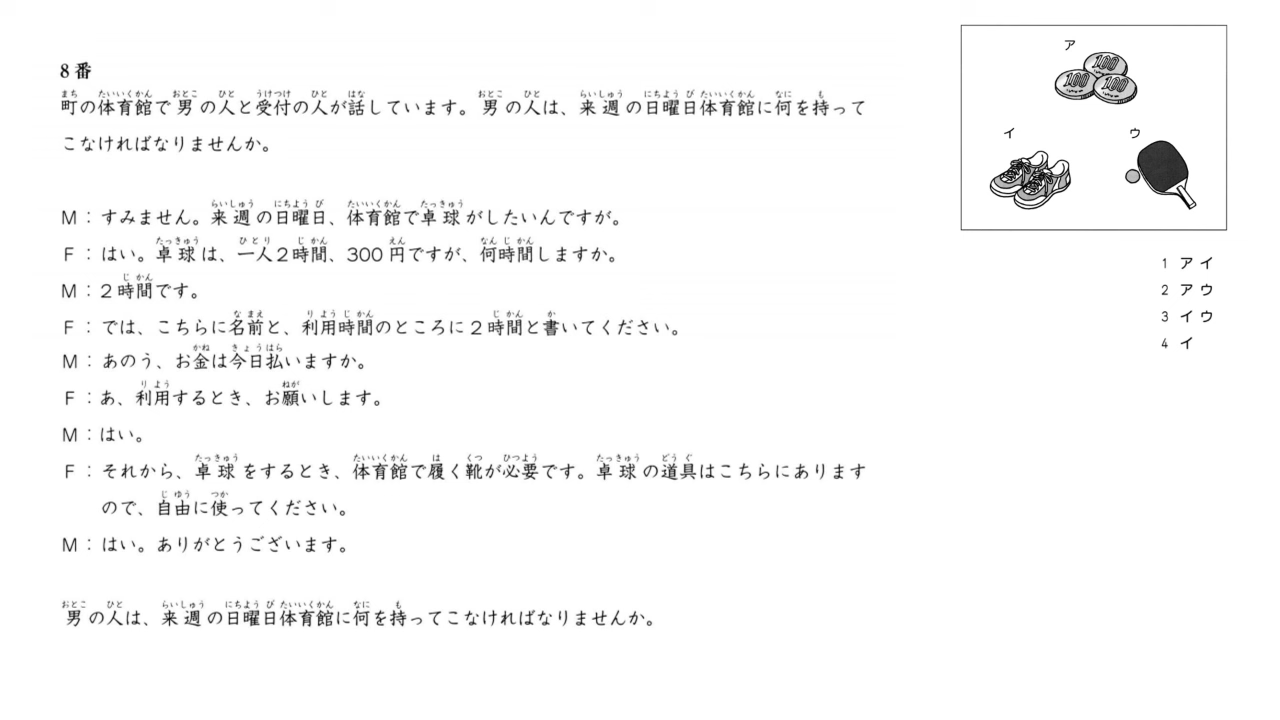 8番
町の体育館で男の人と受付の人が話しています。男の人は、来週の日曜日体育館に何を持って
こなければなりませんか。
M：すみません。来週の日曜日、体育館で卓球がしたいんですが。
F：はい。卓球は、一人2時間、300円ですが、何時間しますか。
M：2時間です。
F：では、こちらに名前と、利用時間のところに2時間と書いてください。
M：あのう、お金は今日払いますか。
F：あ、利用するとき、お願いします。
M：はい。
F：それから、卓球をするとき、体育館で履く靴が必要です。卓球の道具はこちらにあります
ので、自由に使ってください。
M：はい。ありがとうございます。
男の人は、来週の日曜日体育館に何を持ってこなければなりませんか。
ア
100
100 100
イ ウ
1 ア イ
2 ア ウ
3 イ ウ
4 イ